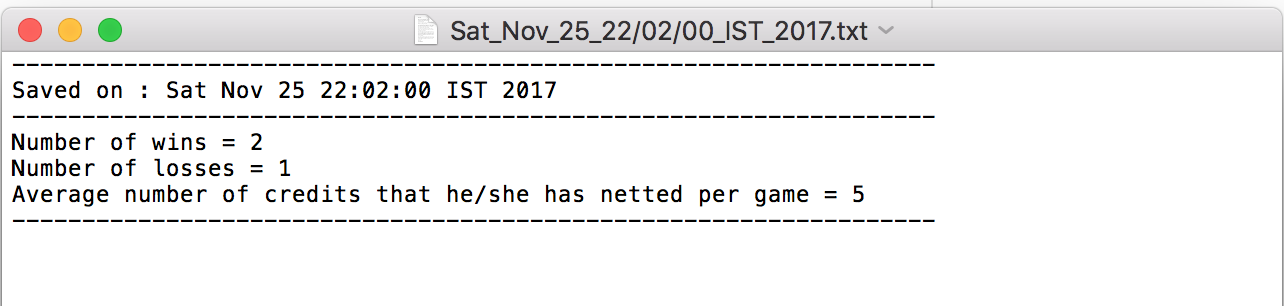 Sat_Nov_25_22/02/00_IST_2017.txt
------------------------------------------------------------------
Saved on : Sat Nov 25 22:02:00 IST 2017
------------------------------------------------------------------
Number of wins = 2
Number of losses = 1
Average number of credits that he/she has netted per game = 5
------------------------------------------------------------------